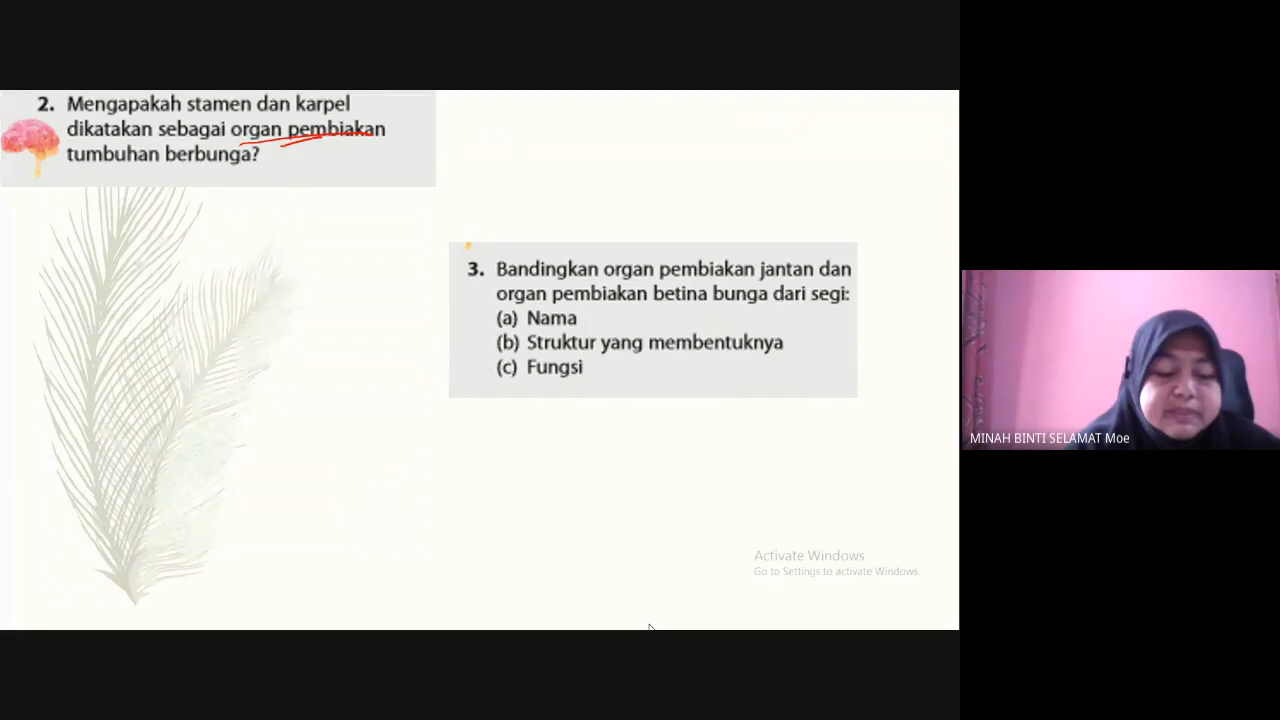 2. Mengapakah stamen dan karpel
dikatakan sebagai organ pembiakan
tumbuhan berbunga?
3. Bandingkan organ pembiakan jantan dan
organ pembiakan betina bunga dari segi:
(a) Nama
(b) Struktur yang membentuknya
(c) Fungsi
MINAH BINTI SELAMAT Moe
Activate Windows
Go to Settings to activate Windows.